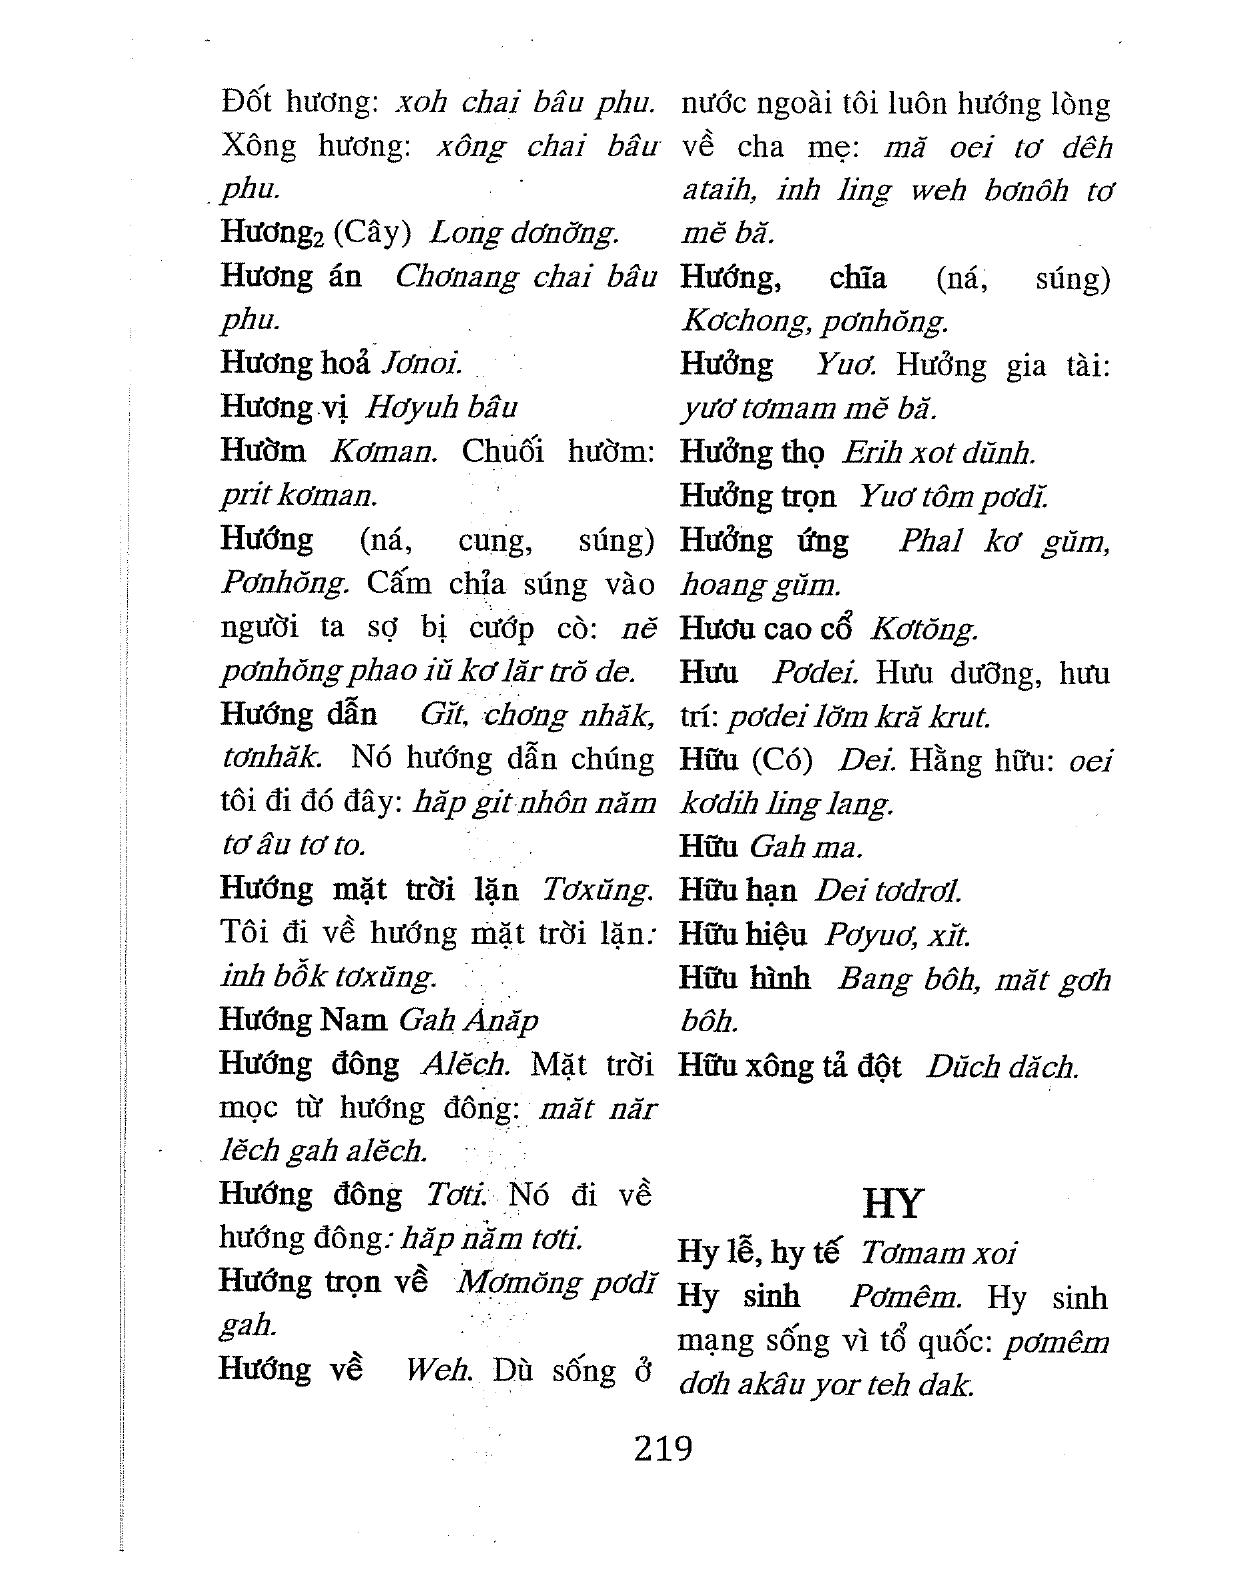 Đốt hương: xoh chai bâu phu.
Xông hương: xông chai bâu
phu.
Hương₂ (Cây) Long dơnơ̆ng.
Hương án Chơnang chai bâu
phu.
Hương hoả Jơnoi.
Hương vị Hơyuh bâu
Hườm Kơman. Chuối hườm:
prit kơman.
Hướng (ná, cung, súng)
Pơnhŏng. Cấm chỉa súng vào
người ta sợ bị cướp cò: nĕ
pơnhŏng phao iŭ kơ lăr trŏ de.
Hướng dẫn Gĭt, chơng nhăk,
tơnhăk. Nó hướng dẫn chúng
tôi đi đó đây: hăp git nhôn năm
tơ âu tơ to.
Hướng mặt trời lặn Tơxŭng.
Tôi đi về hướng mặt trời lặn:
inh bô̆k tơxŭng.
Hướng Nam Gah Anăp
Hướng đông Alĕch. Mặt trời
mọc từ hướng đông: măt năr
lĕch gah alĕch.
Hướng đông Tơti. Nó đi về
hướng đông: hăp năm tơti.
Hướng trọn về Mơmŏng pơdĭ
gah.
Hướng về Weh. Dù sống ở
nước ngoài tôi luôn hướng lòng
về cha mẹ: mă oei tơ dêh
ataih, inh ling weh bơnôh tơ
mĕ bă.
Hướng, chĩa (ná, súng)
Kơchong, pơnhŏng.
Hưởng Yuơ. Hưởng gia tài:
yươ tơmam mĕ bă.
Hưởng thọ Erih xot dŭnh.
Hưởng trọn Yuơ tôm pơdĭ.
Hưởng ứng Phal kơ gŭm,
hoang gŭm.
Hươu cao cổ Kơtŏng.
Hưu Pơdei. Hưu dưỡng, hưu
trí: pơdei lơ̆m kră krut.
Hữu (Có) Dei. Hằng hữu: oei
kơdih ling lang.
Hữu Gah ma.
Hữu hạn Dei tơdrơl.
Hữu hiệu Pơyuơ, xĭt.
Hữu hình Bang bôh, măt gơh
bôh.
Hữu xông tả đột Dŭch dăch.
HY
Hy lễ, hy tế Tơmam xoi
Hy sinh Pơmêm. Hy sinh
mạng sống vì tổ quốc: pơmêm
dơh akâu yor teh dak.
219